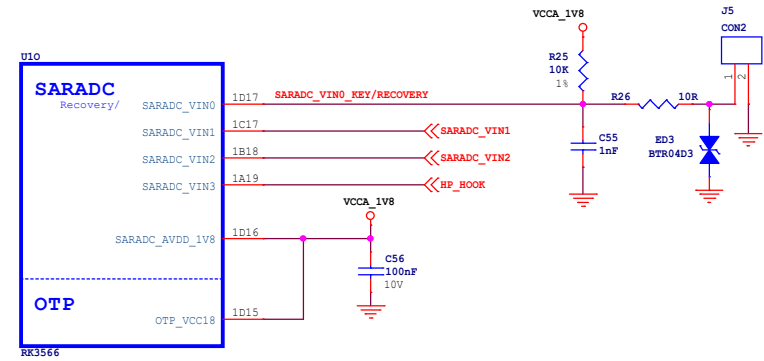 J5
CON2
VCCA_1V8
R25
10K
1%
1
2
U1O
SARADC
Recovery/
SARADC_VIN0
1D17
SARADC_VIN0_KEY/RECOVERY
R26
10R
SARADC_VIN1
1C17
SARADC_VIN1
C55
1nF
ED3
BTR04D3
SARADC_VIN2
1B18
SARADC_VIN2
SARADC_VIN3
1A19
HP_HOOK
VCCA_1V8
SARADC_AVDD_1V8
1D16
C56
100nF
10V
OTP
OTP_VCC18
1D15
RK3566